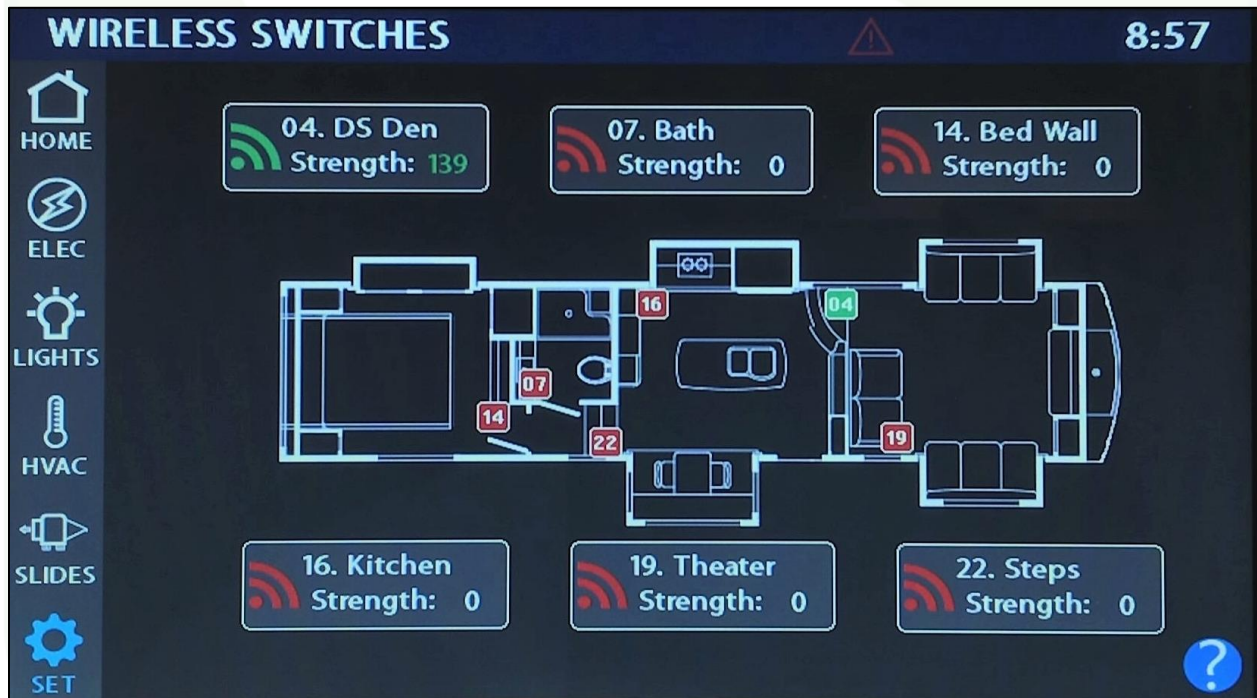 WIRELESS SWITCHES
8:57
HOME
ELEC
LIGHTS
HVAC
SLIDES
SET
04. DS Den
Strength: 139
07. Bath
Strength: 0
14. Bed Wall
Strength: 0
16
04
07
14
22
19
16. Kitchen
Strength: 0
19. Theater
Strength: 0
22. Steps
Strength: 0
?